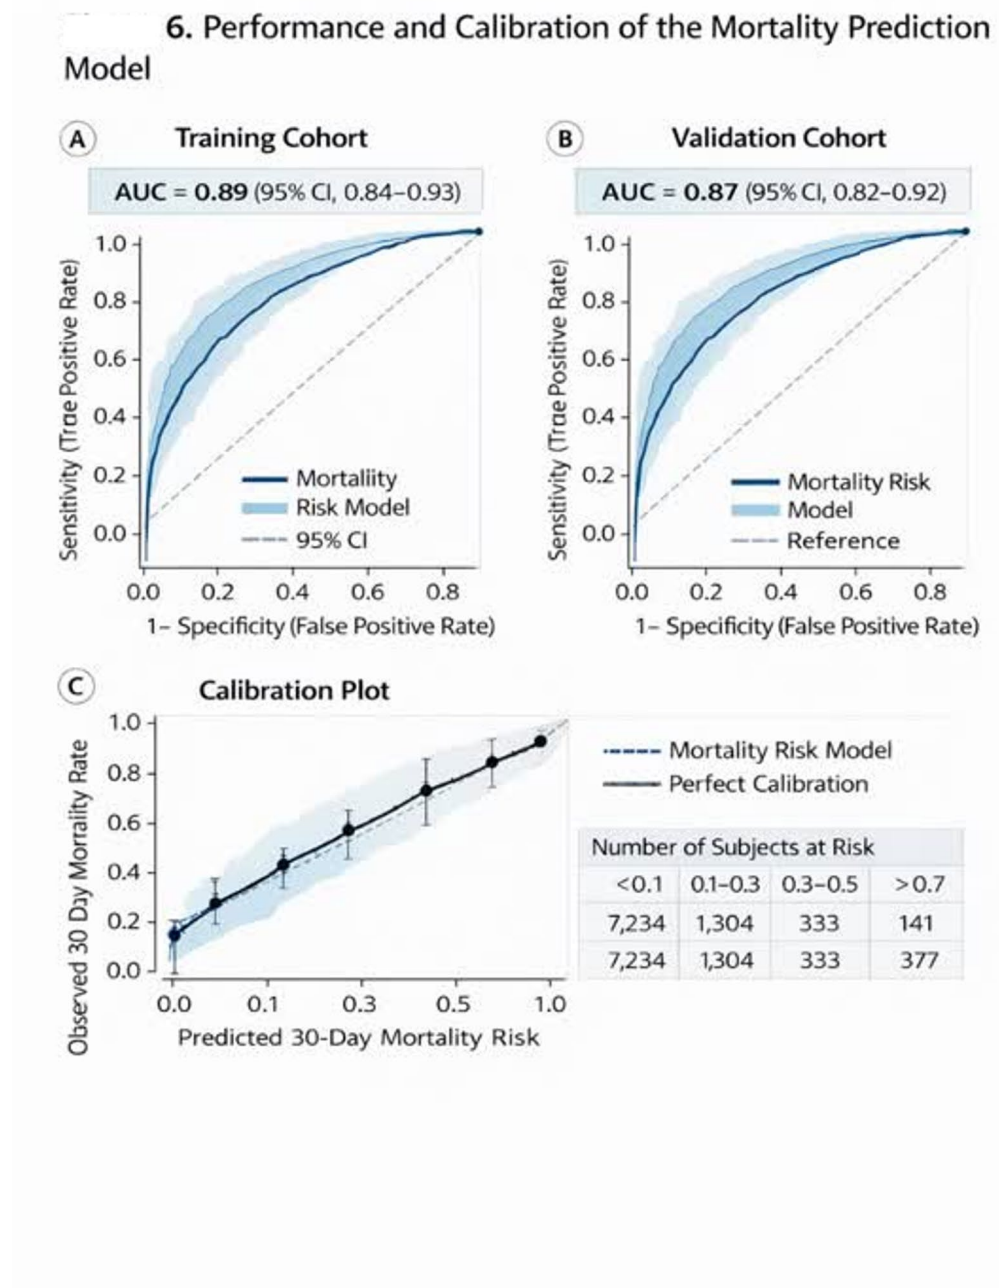 6. Performance and Calibration of the Mortality Prediction
Model
A
Training Cohort
AUC = 0.89 (95% CI, 0.84–0.93)
Sensitivity (Trae Positive Rate)
1.0
0.8
0.6
0.4
0.2
0.0
Mortallity
Risk Model
95% CI
0.0 0.2 0.4 0.6 0.8
1– Specificity (False Positive Rate)
B
Validation Cohort
AUC = 0.87 (95% CI, 0.82–0.92)
Sensitivity (Trae Positive Rate)
1.0
0.8
0.6
0.4
0.2
0.0
Mortality Risk
Model
Reference
0.0 0.2 0.4 0.6 0.8
1– Specificity (False Positive Rate)
C
Calibration Plot
1.0
0.8
0.6
0.4
0.2
0.0
0.0 0.1 0.3 0.5 1.0
Predicted 30-Day Mortality Risk
Mortality Risk Model
Perfect Calibration
Number of Subjects at Risk
<0.1 0.1–0.3 0.3–0.5 >0.7
7,234 1,304 333 141
7,234 1,304 333 377